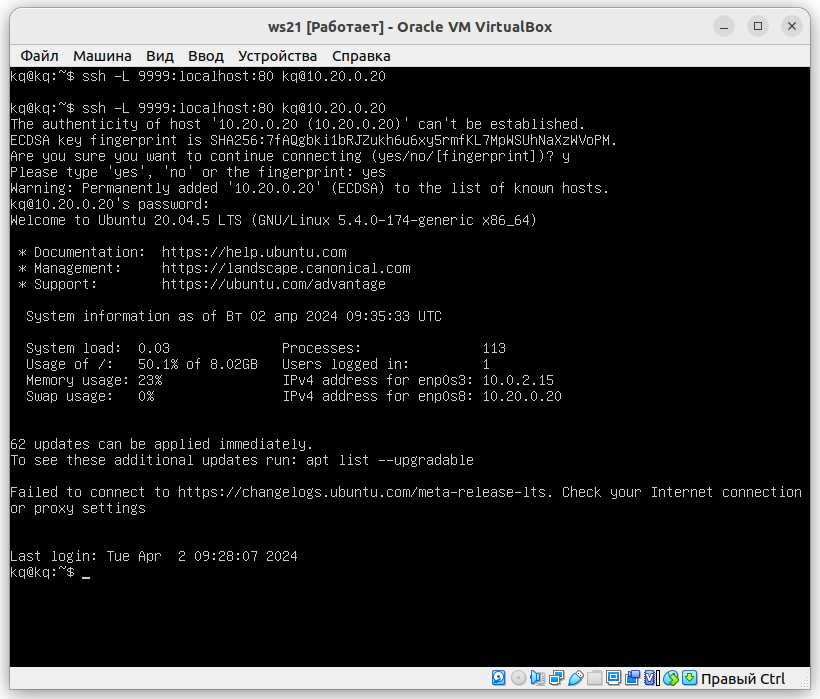 ws21 [Работает] - Oracle VM VirtualBox
Файл Машина Вид Ввод Устройства Справка
kq@kq:~$ ssh -L 9999:localhost:80 kq@10.20.0.20
kq@kq:~$ ssh -L 9999:localhost:80 kq@10.20.0.20
The authenticity of host '10.20.0.20 (10.20.0.20)' can't be established.
ECDSA key fingerprint is SHA256:7fAQgbki1bRJZukh6u6xy5rmfKL7MpWSUhNaXzWVoPM.
Are you sure you want to continue connecting (yes/no/[fingerprint])? y
Please type 'yes', 'no' or the fingerprint: yes
Warning: Permanently added '10.20.0.20' (ECDSA) to the list of known hosts.
kq@10.20.0.20's password:
Welcome to Ubuntu 20.04.5 LTS (GNU/Linux 5.4.0-174-generic x86_64)
* Documentation: https://help.ubuntu.com
* Management: https://landscape.canonical.com
* Support: https://ubuntu.com/advantage
System information as of Вт 02 апр 2024 09:35:33 UTC
System load: 0.03 Processes: 113
Usage of /: 50.1% of 8.02GB Users logged in: 1
Memory usage: 23% IPv4 address for enp0s3: 10.0.2.15
Swap usage: 0% IPv4 address for enp0s8: 10.20.0.20
62 updates can be applied immediately.
To see these additional updates run: apt list --upgradable
Failed to connect to https://changelogs.ubuntu.com/meta-release-lts. Check your Internet connection
or proxy settings
Last login: Tue Apr 2 09:28:07 2024
kq@kq:~$ _
Правый Ctrl